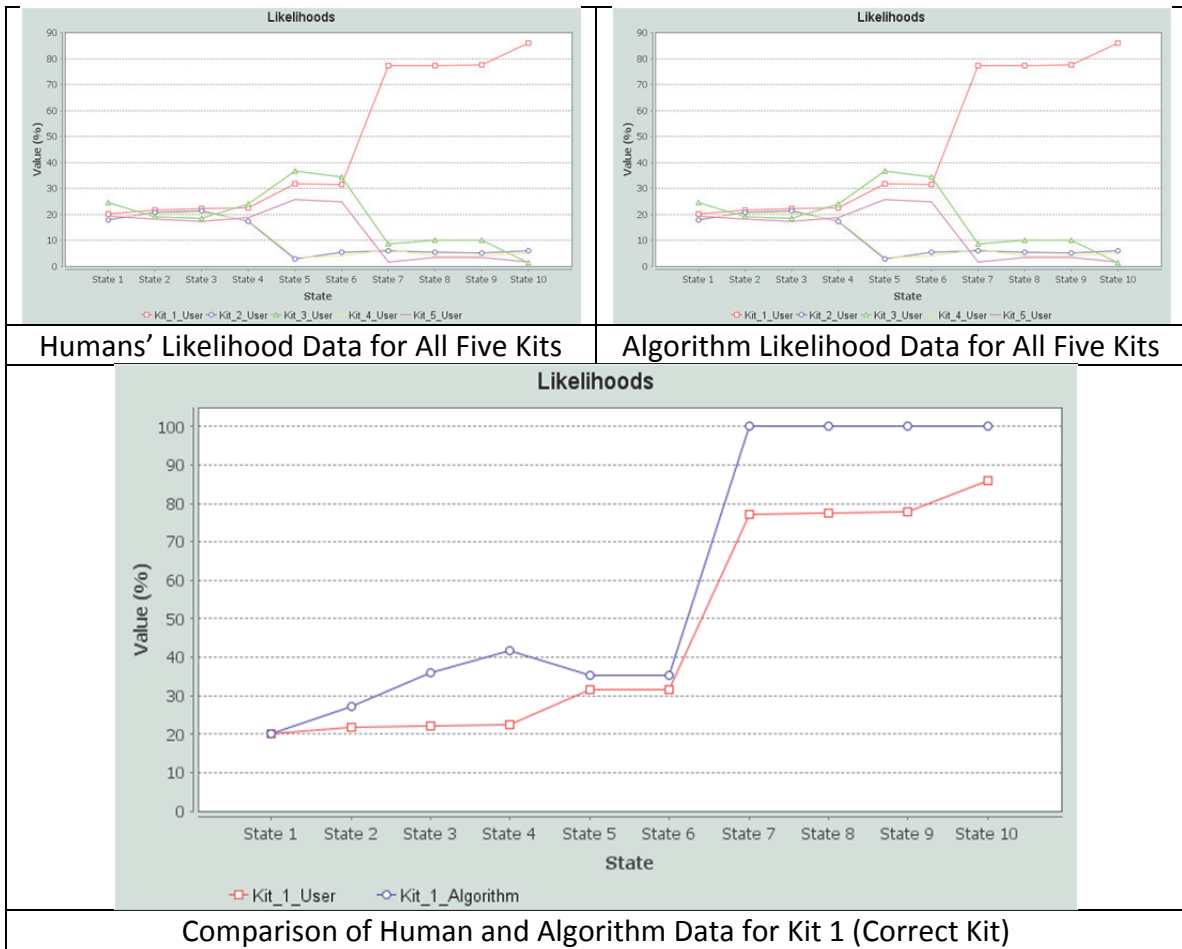 Likelihoods
90
80
70
60
50
40
30
20
10
0
Value (%)
State 1 State 2 State 3 State 4 State 5 State 6 State 7 State 8 State 9 State 10
State
Kit_1_User Kit_2_User Kit_3_User Kit_4_User Kit_5_User
Humans’ Likelihood Data for All Five Kits
Likelihoods
90
80
70
60
50
40
30
20
10
0
Value (%)
State 1 State 2 State 3 State 4 State 5 State 6 State 7 State 8 State 9 State 10
State
Kit_1_User Kit_2_User Kit_3_User Kit_4_User Kit_5_User
Algorithm Likelihood Data for All Five Kits
Likelihoods
100
90
80
70
60
50
40
30
20
10
0
Value (%)
State 1 State 2 State 3 State 4 State 5 State 6 State 7 State 8 State 9 State 10
State
Kit_1_User Kit_1_Algorithm
Comparison of Human and Algorithm Data for Kit 1 (Correct Kit)